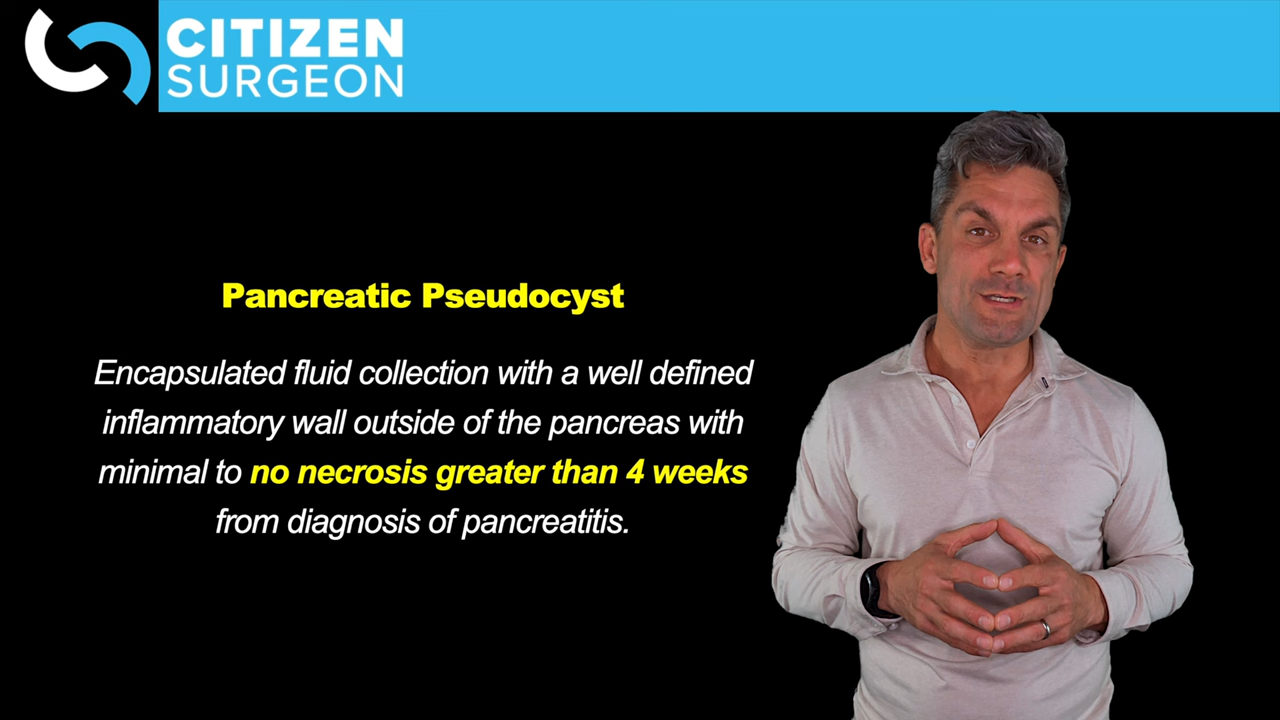 CITIZEN
SURGEON
Pancreatic Pseudocyst
Encapsulated fluid collection with a well defined
inflammatory wall outside of the pancreas with
minimal to no necrosis greater than 4 weeks
from diagnosis of pancreatitis.